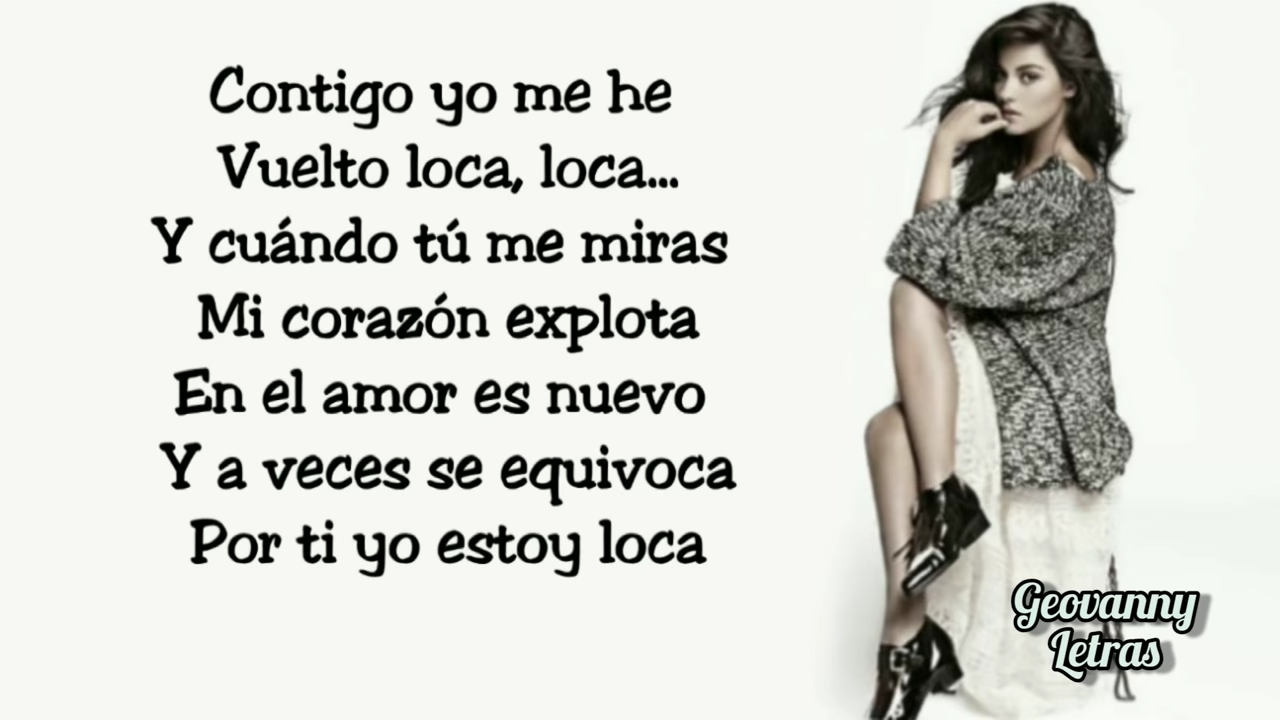 Contigo yo me he
Vuelto loca, loca...
Y cuándo tú me miras
Mi corazón explota
En el amor es nuevo
Y a veces se equivoca
Por ti yo estoy loca
Geovanny
Letras